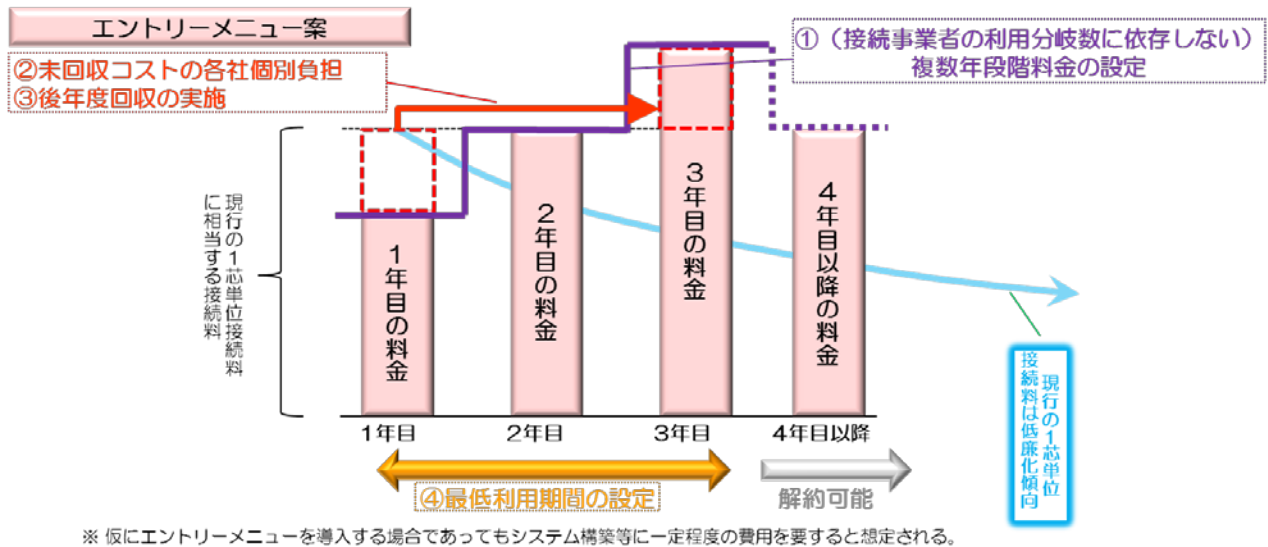 エントリーメニュー案
②未回収コストの各社個別負担
③後年度回収の実施
①（接続事業者の利用分岐数に依存しない）
複数年段階料金の設定
現行の1芯単位接続料
に相当する接続料
1年目の料金
2年目の料金
3年目の料金
4年目以降の料金
1年目
2年目
3年目
4年目以降
④最低利用期間の設定
解約可能
現行の1芯単位
接続料は低廉化傾向
※ 仮にエントリーメニューを導入する場合であってもシステム構築等に一定程度の費用を要すると想定される。